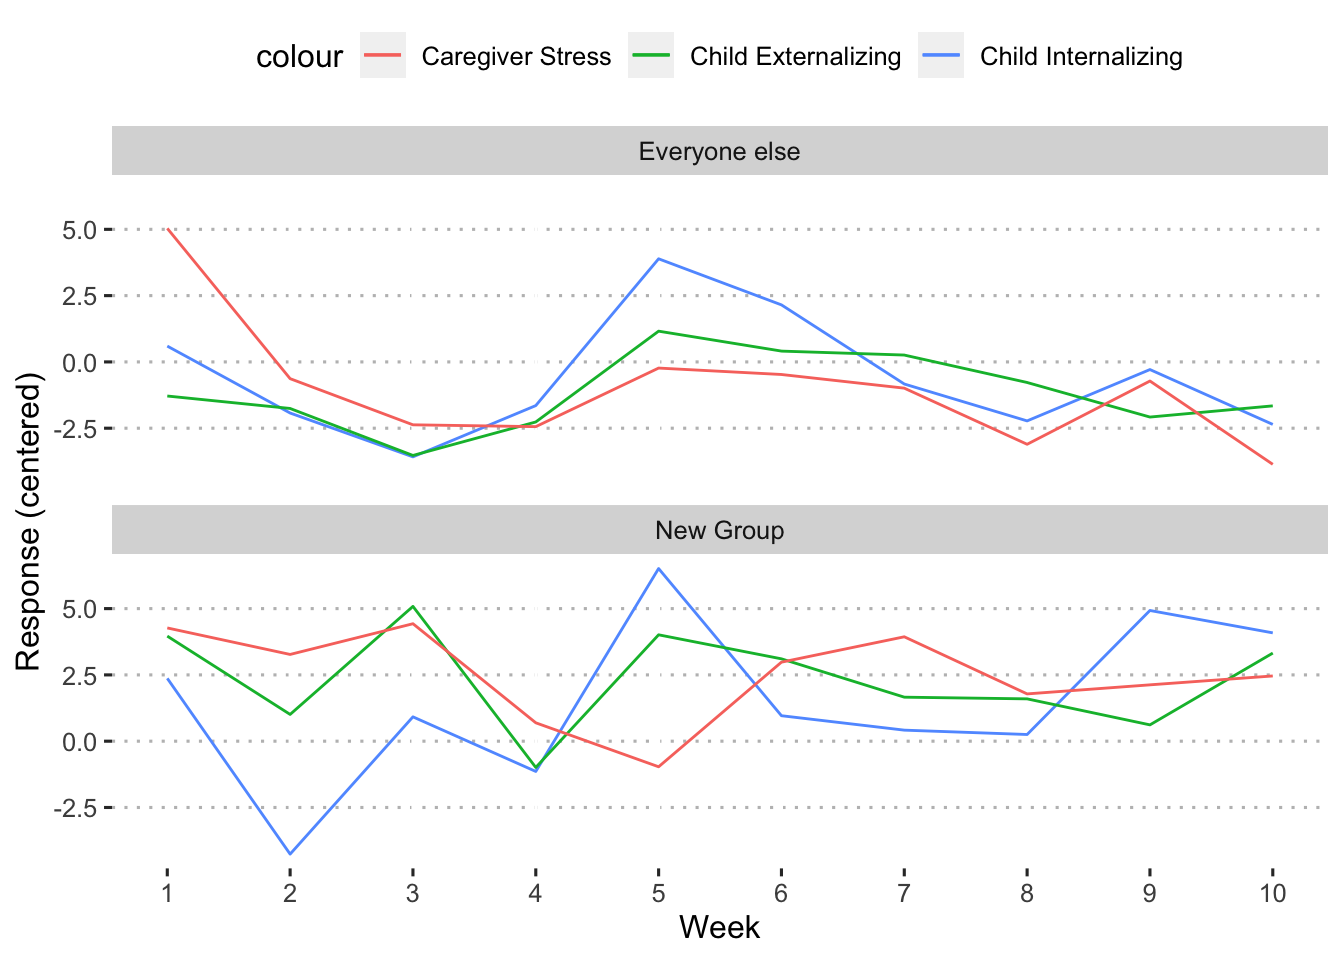 colour Caregiver Stress Child Externalizing Child Internalizing
Everyone else
5.0
2.5
0.0
-2.5
Response (centered)
New Group
5.0
2.5
0.0
-2.5
1 2 3 4 5 6 7 8 9 10
Week